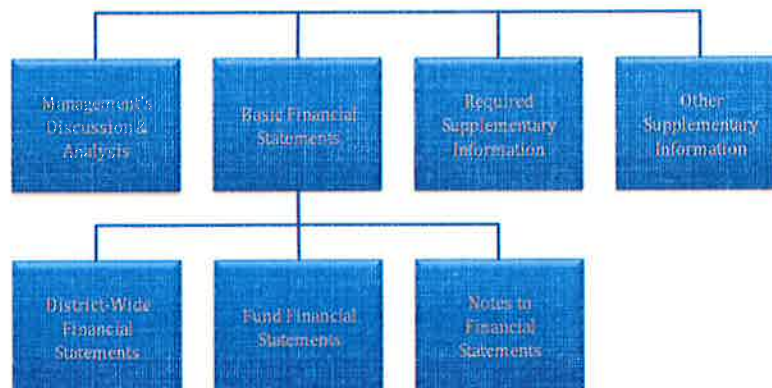 Management's
Discussion &
Analysis
Basic Financial
Statements
Required
Supplementary
Information
Other
Supplementary
Information
District-Wide
Financial
Statements
Fund Financial
Statements
Notes to
Financial
Statements